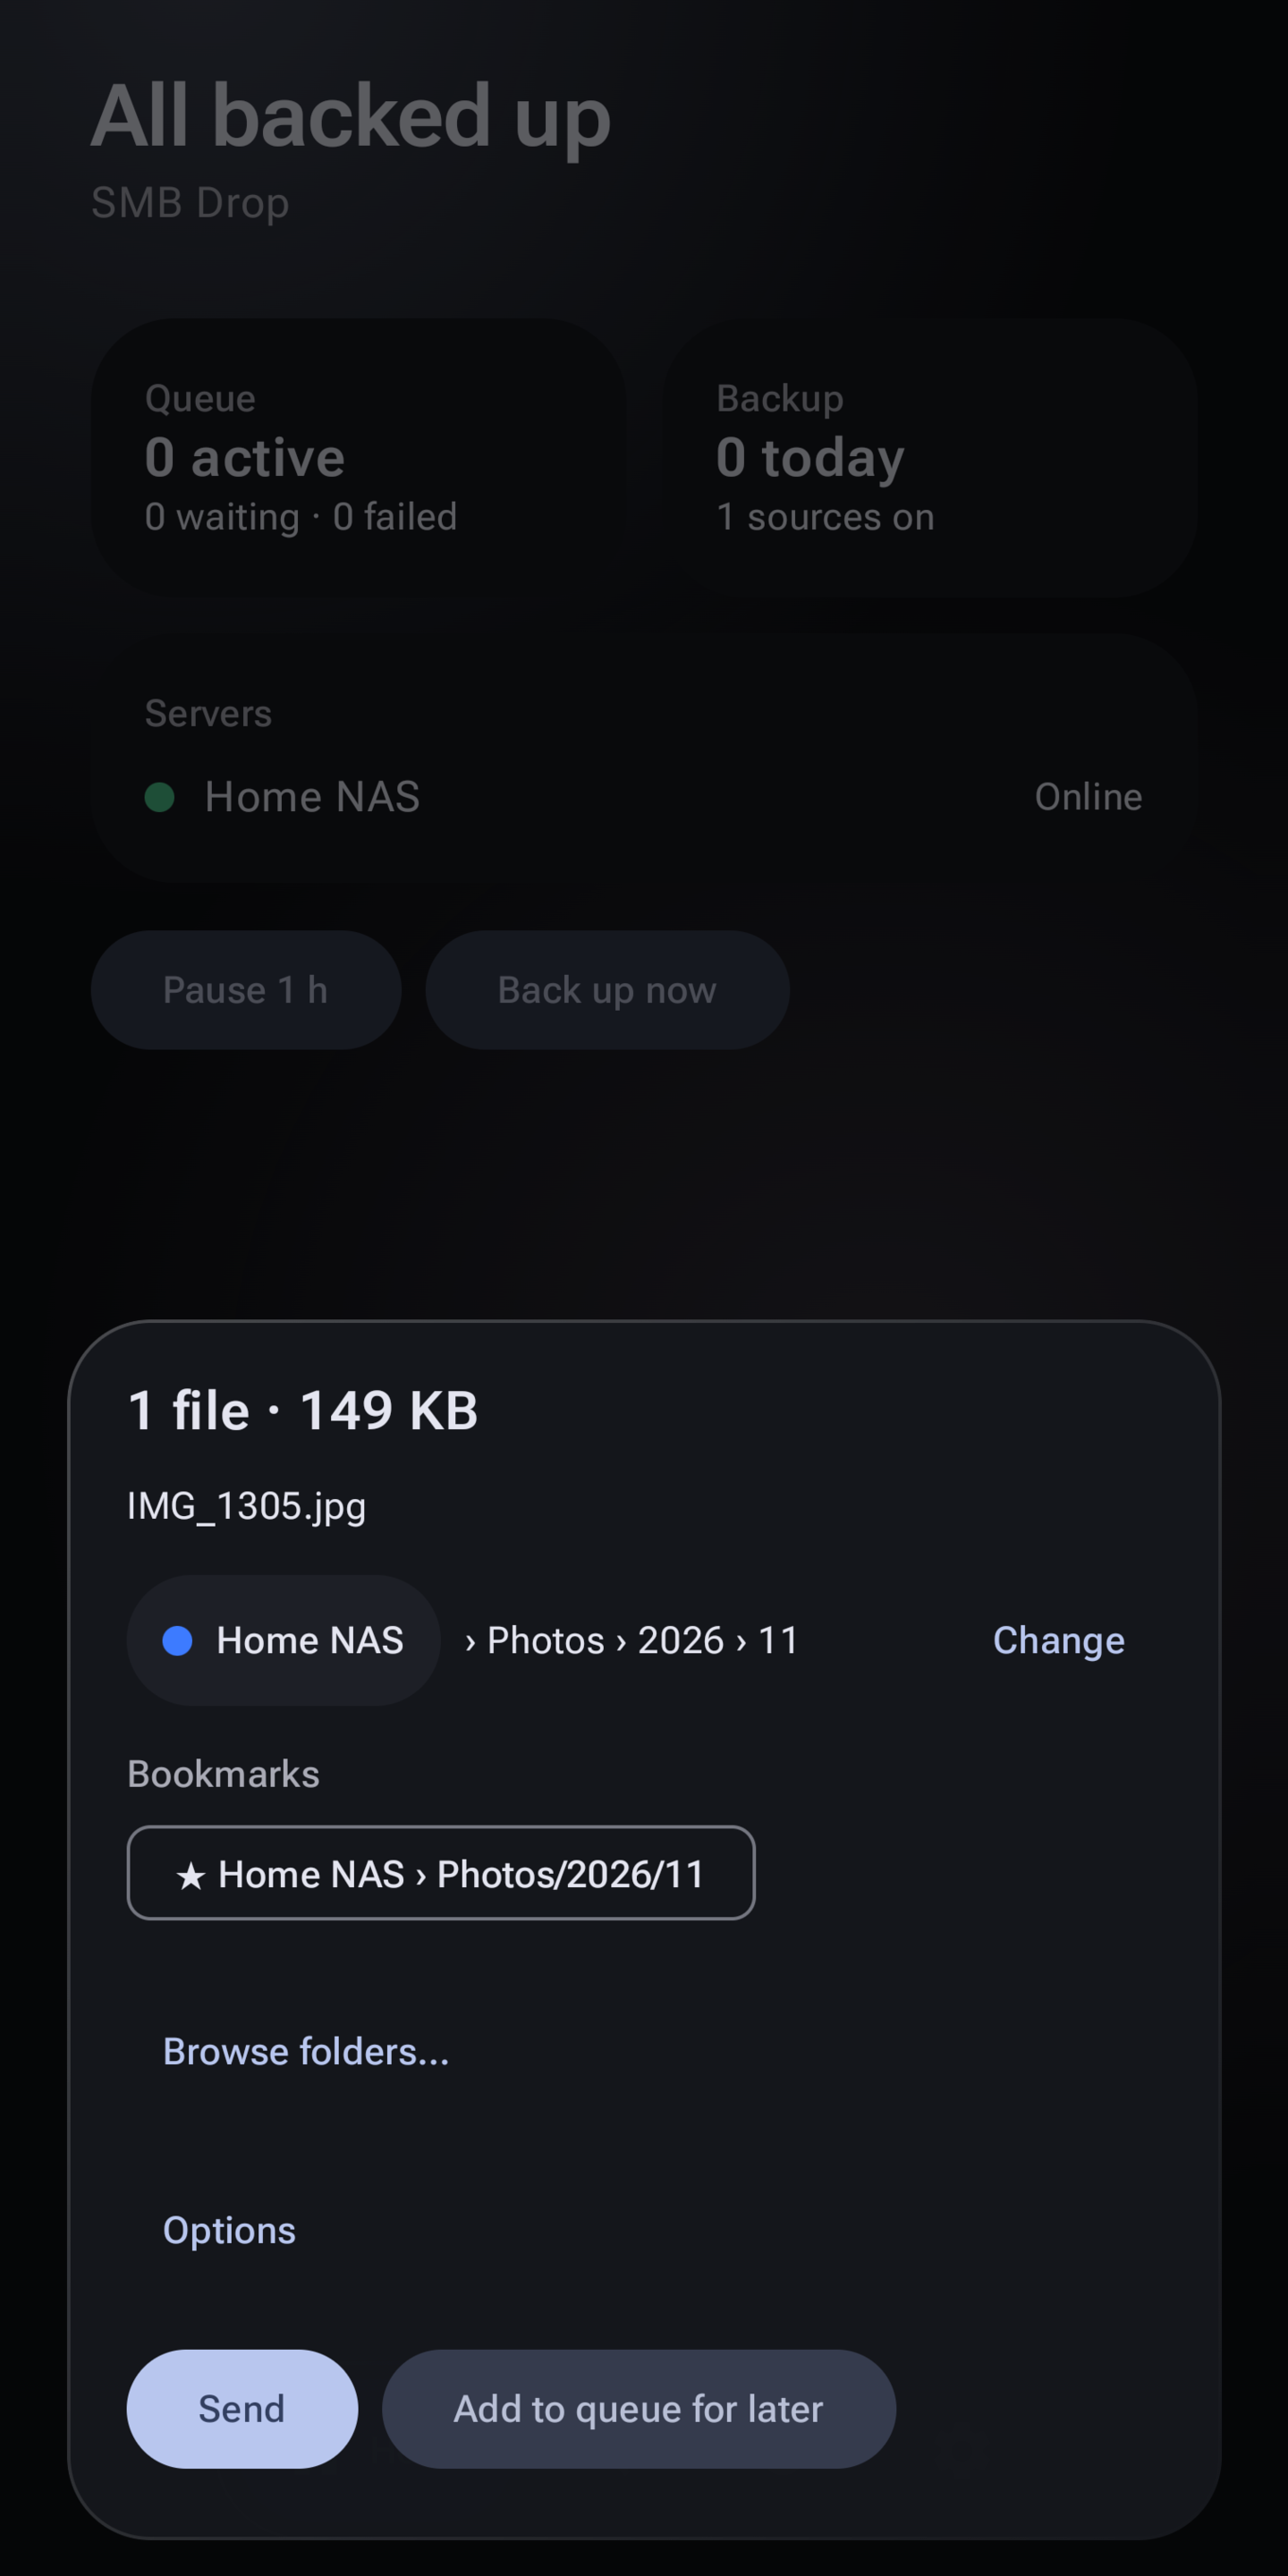 All backed up
SMB Drop
Queue
0 active
0 waiting · 0 failed
Backup
0 today
1 sources on
Servers
Home NAS
Online
Pause 1 h
Back up now
1 file · 149 KB
IMG_1305.jpg
Home NAS › Photos › 2026 › 11
Change
Bookmarks
★ Home NAS › Photos/2026/11
Browse folders...
Options
Send
Add to queue for later